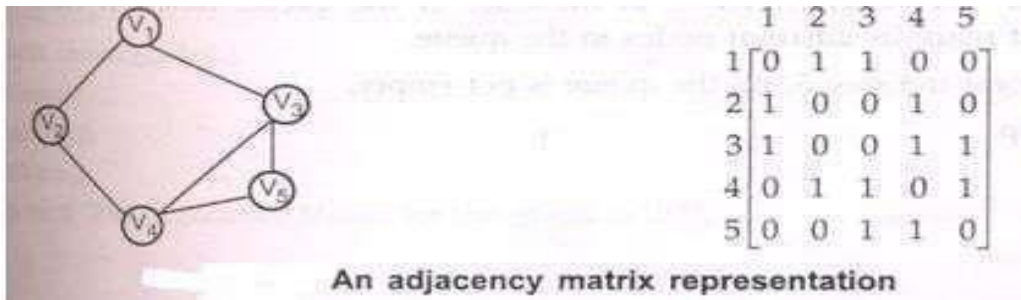 V1
V2
V3
V4
V5
1 2 3 4 5
1 0 1 1 0 0
2 1 0 0 1 0
3 1 0 0 1 1
4 0 1 1 0 1
5 0 0 1 1 0
An adjacency matrix representation